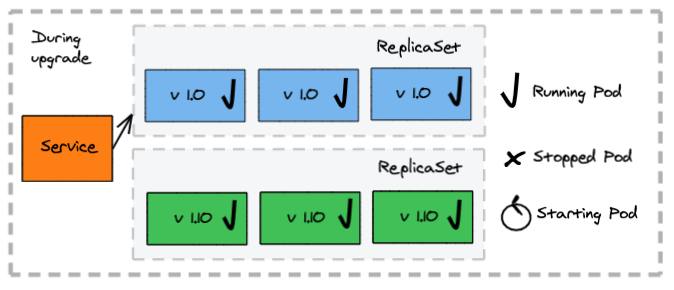 During
upgrade
ReplicaSet
v 1.0
v 1.0
v 1.0
Service
ReplicaSet
v 1.10
v 1.10
v 1.10
Running Pod
Stopped Pod
Starting Pod